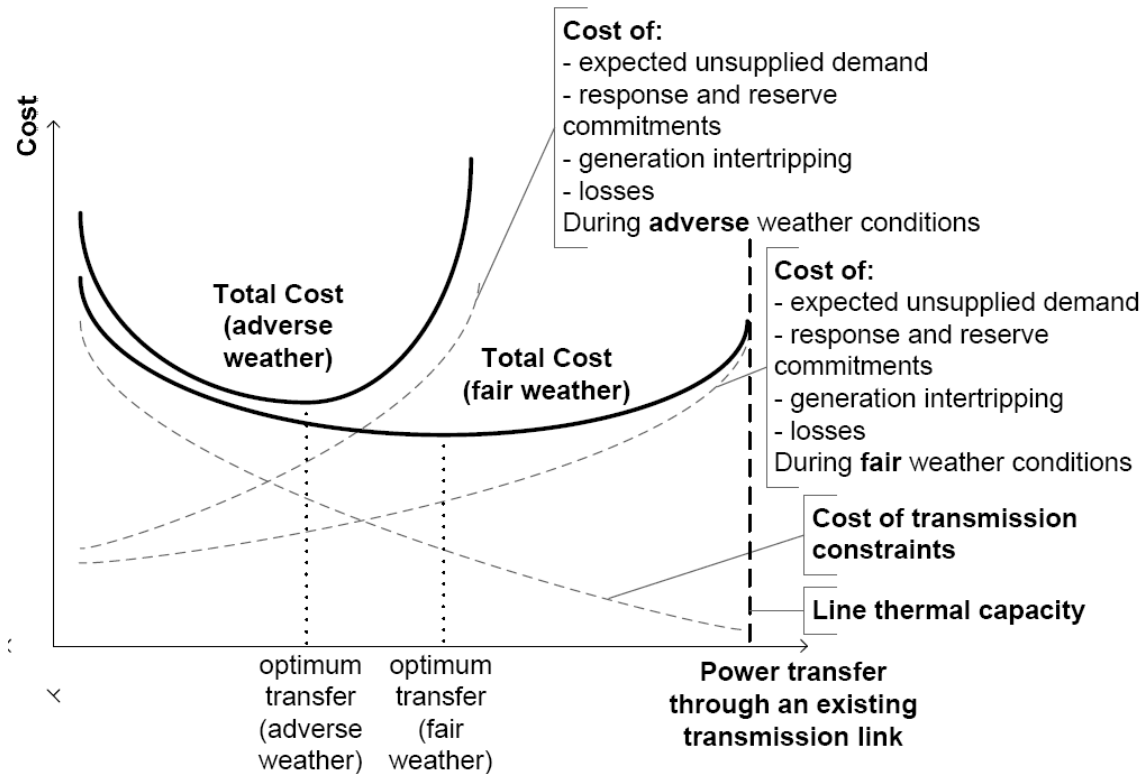 Cost
Cost of:
- expected unsupplied demand
- response and reserve
commitments
- generation intertripping
- losses
During adverse weather conditions
Total Cost
(adverse
weather)
Total Cost
(fair weather)
Cost of:
- expected unsupplied demand
- response and reserve
commitments
- generation intertripping
- losses
During fair weather conditions
Cost of transmission
constraints
Line thermal capacity
optimum
transfer
(adverse
weather)
optimum
transfer
(fair
weather)
Power transfer
through an existing
transmission link